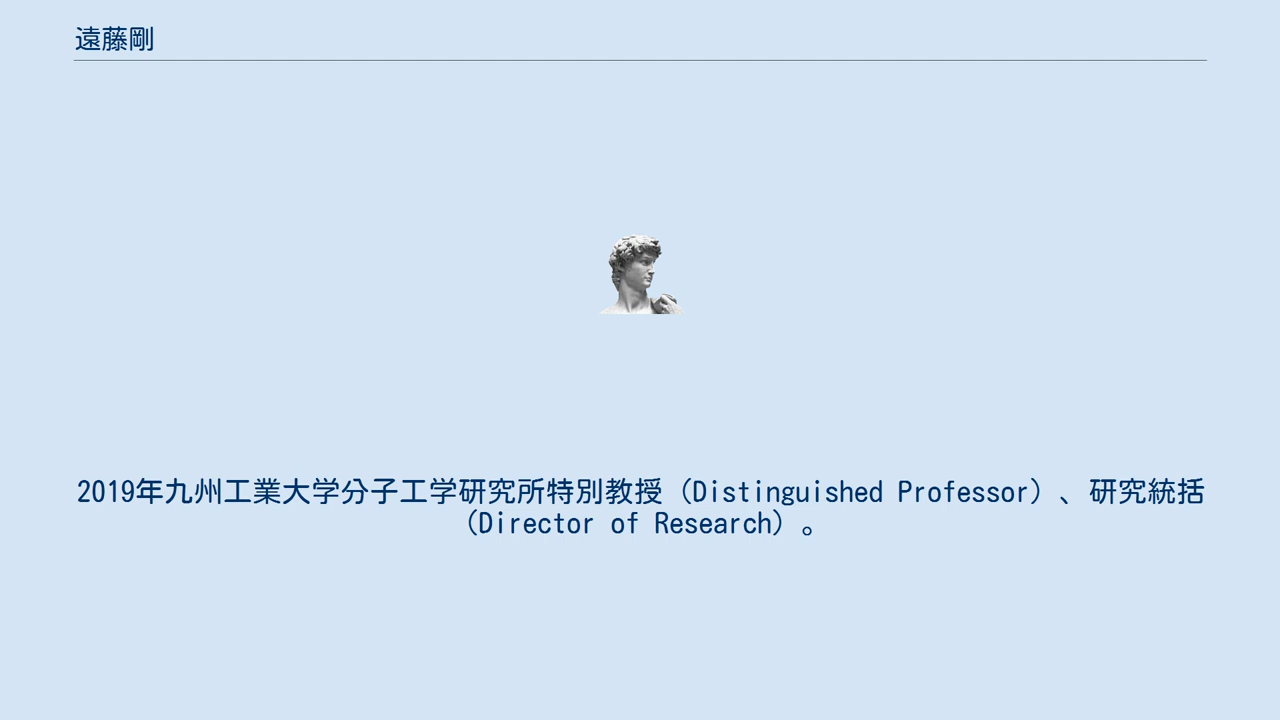 遠藤剛
2019年九州工業大学分子工学研究所特別教授（Distinguished Professor）、研究統括
（Director of Research）。